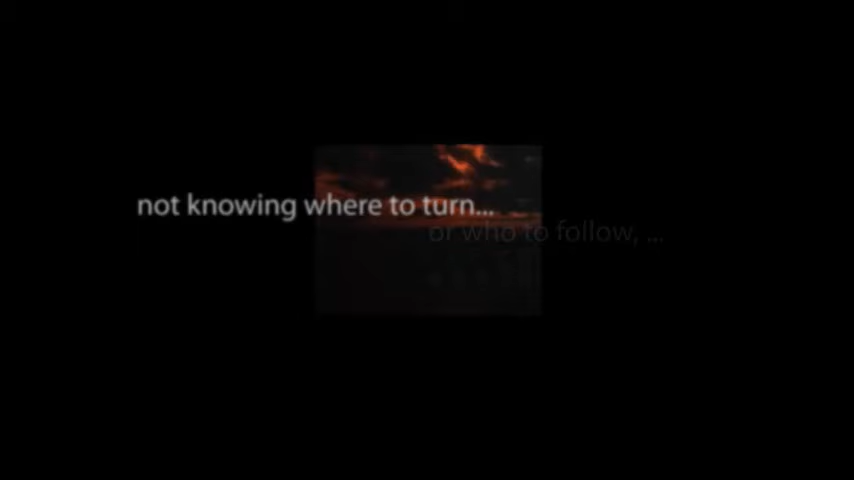 not knowing where to turn...
or who to follow, ...